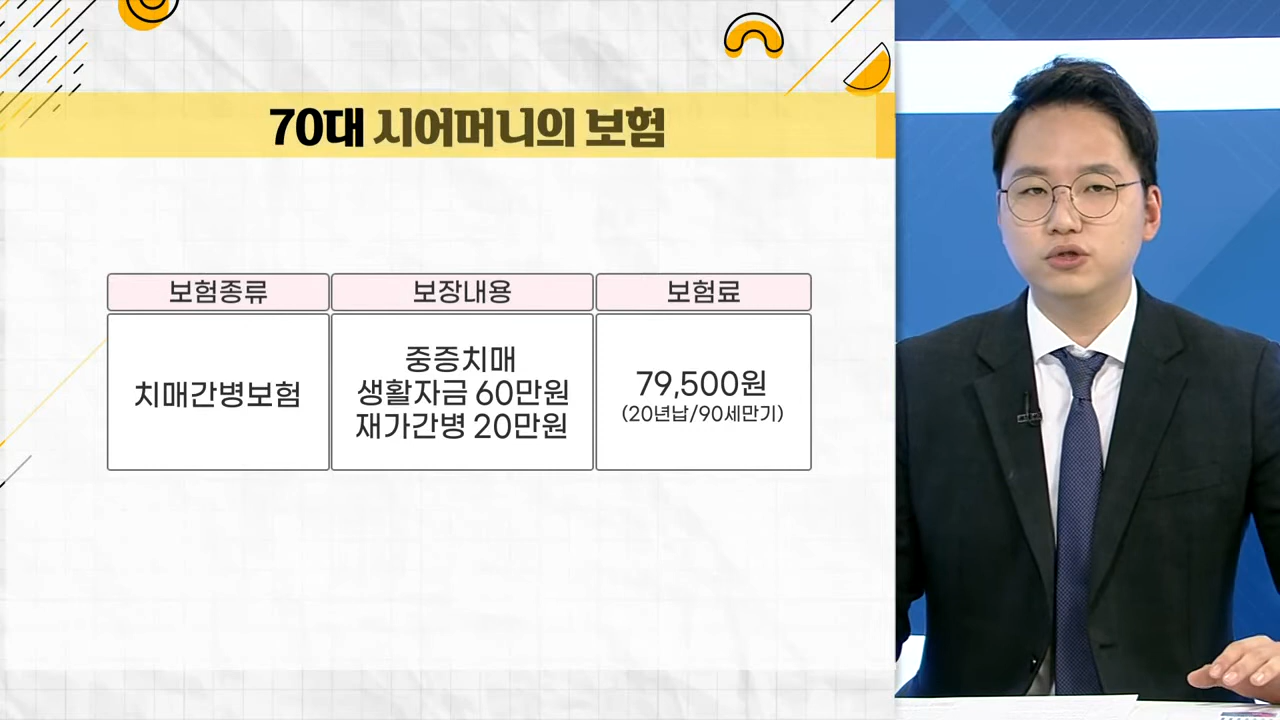 70대 시어머니의 보험
보험종류 보장내용 보험료
치매간병보험
중증치매
생활자금 60만원
재가간병 20만원
79,500원
(20년납/90세만기)